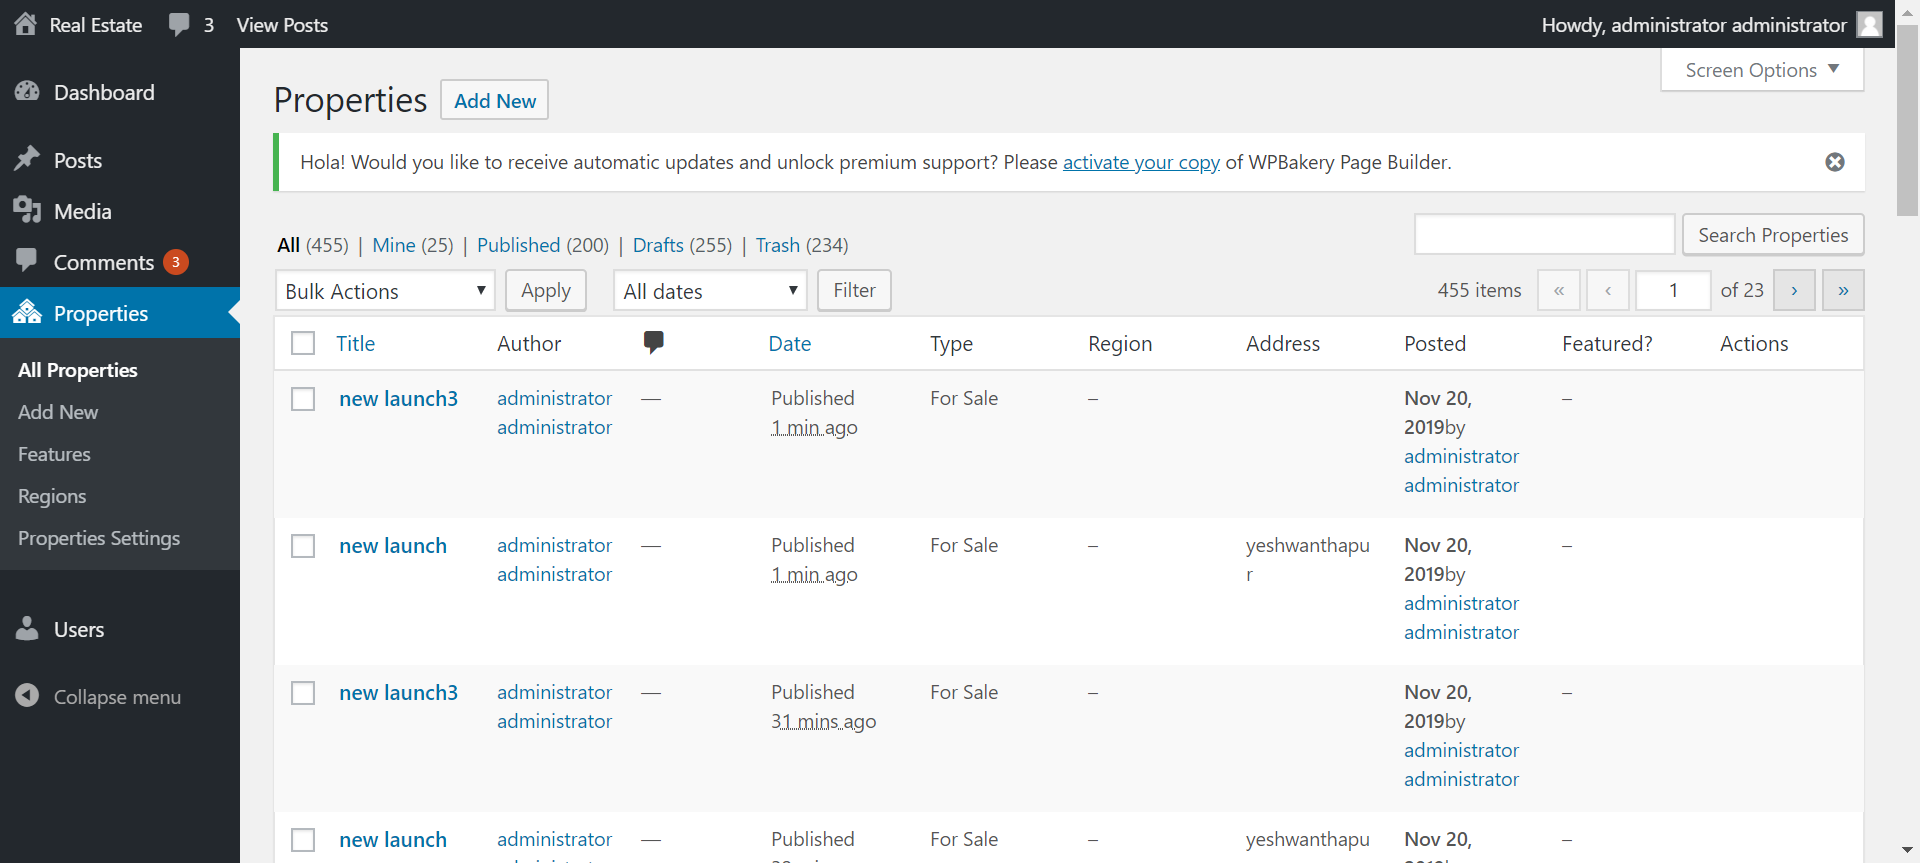 Real Estate 3 View Posts Howdy, administrator administrator
Screen Options ▼
Dashboard
Posts
Media
Comments 3
Properties
All Properties
Add New
Features
Regions
Properties Settings
Users
Collapse menu
Properties Add New
Hola! Would you like to receive automatic updates and unlock premium support? Please activate your copy of WPBakery Page Builder.
All (455) | Mine (25) | Published (200) | Drafts (255) | Trash (234)
Search Properties
Bulk Actions Apply All dates Filter 455 items « ‹ 1 of 23 › »
Title Author Date Type Region Address Posted Featured? Actions
new launch3 administrator — Published For Sale – Nov 20, –
administrator 1 min ago 2019by
administrator
administrator
new launch administrator — Published For Sale – yeshwanthapu Nov 20, –
administrator 1 min ago r 2019by
administrator
administrator
new launch3 administrator — Published For Sale – Nov 20, –
administrator 31 mins ago 2019by
administrator
administrator
new launch administrator — Published For Sale – yeshwanthapu Nov 20, –